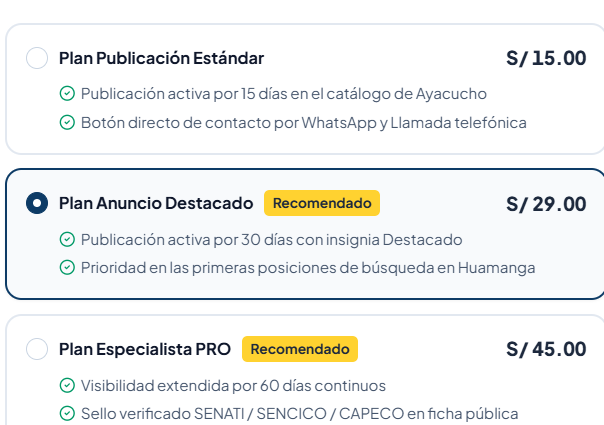 Plan Publicación Estándar S/ 15.00
Publicación activa por 15 días en el catálogo de Ayacucho
Botón directo de contacto por WhatsApp y Llamada telefónica
Plan Anuncio Destacado Recomendado S/ 29.00
Publicación activa por 30 días con insignia Destacado
Prioridad en las primeras posiciones de búsqueda en Huamanga
Plan Especialista PRO Recomendado S/ 45.00
Visibilidad extendida por 60 días continuos
Sello verificado SENATI / SENCICO / CAPECO en ficha pública